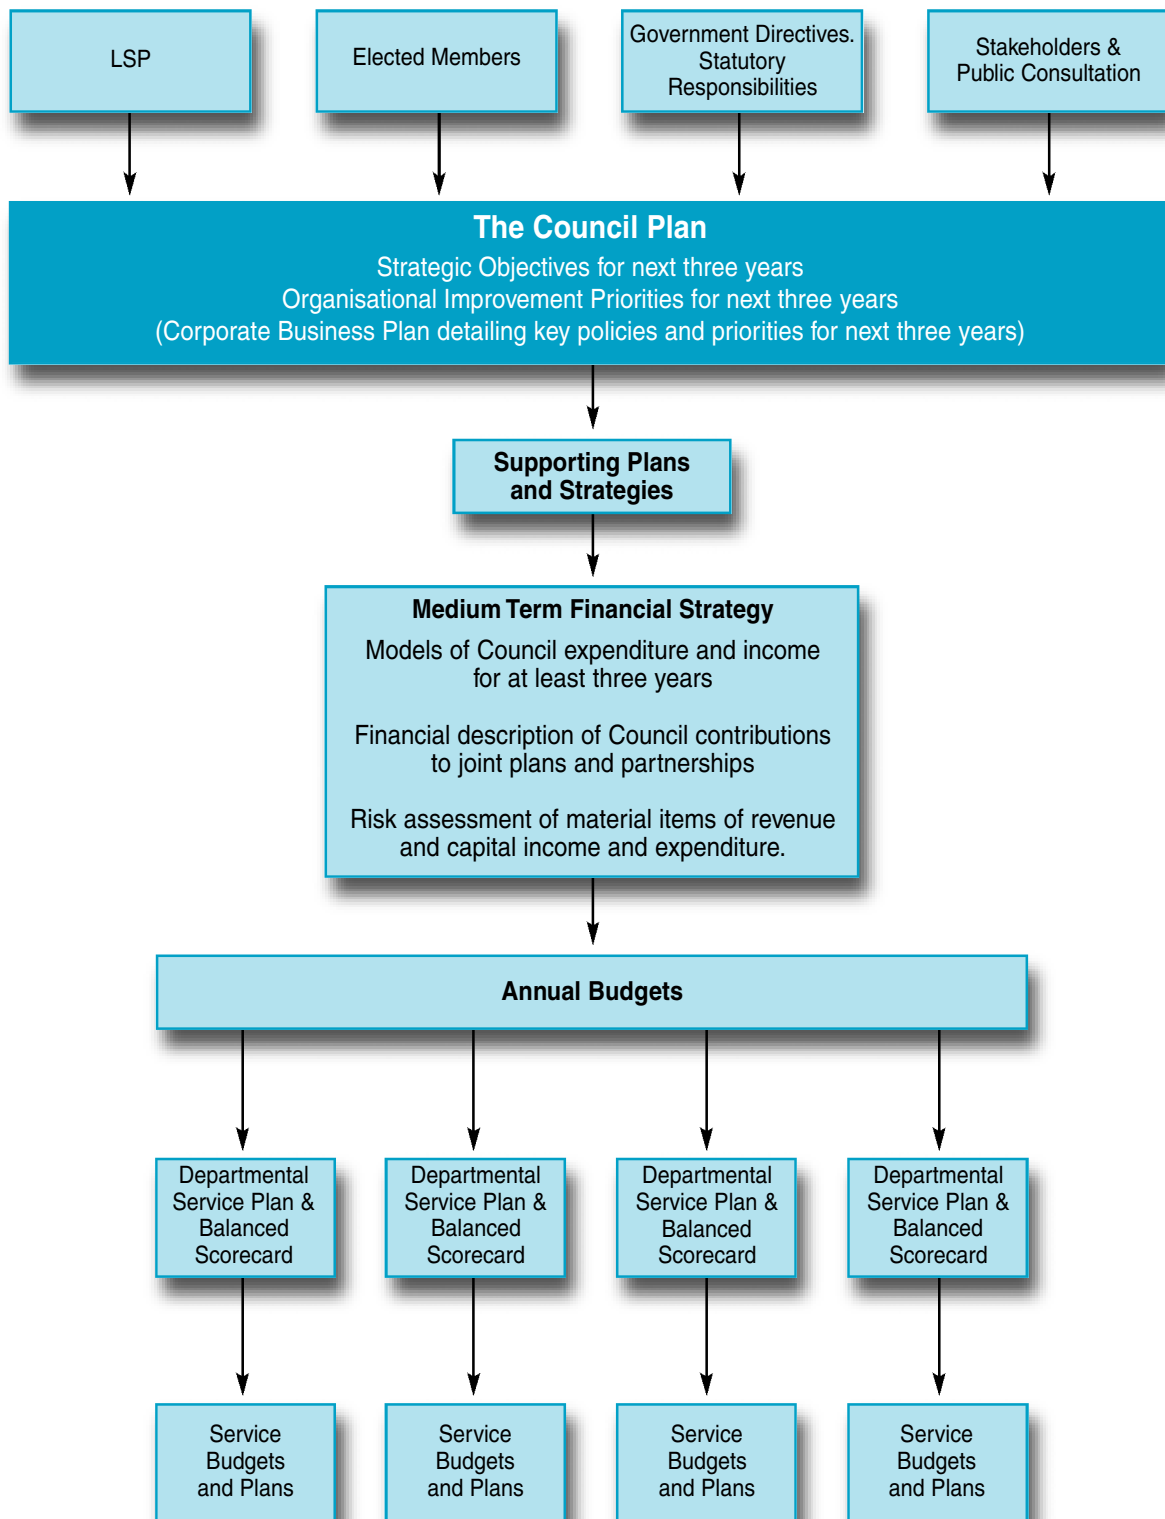 LSP
Elected Members
Government Directives.
Statutory
Responsibilities
Stakeholders &
Public Consultation
The Council Plan
Strategic Objectives for next three years
Organisational Improvement Priorities for next three years
(Corporate Business Plan detailing key policies and priorities for next three years)
Supporting Plans
and Strategies
Medium Term Financial Strategy
Models of Council expenditure and income
for at least three years
Financial description of Council contributions
to joint plans and partnerships
Risk assessment of material items of revenue
and capital income and expenditure.
Annual Budgets
Departmental
Service Plan &
Balanced
Scorecard
Departmental
Service Plan &
Balanced
Scorecard
Departmental
Service Plan &
Balanced
Scorecard
Departmental
Service Plan &
Balanced
Scorecard
Service
Budgets
and Plans
Service
Budgets
and Plans
Service
Budgets
and Plans
Service
Budgets
and Plans